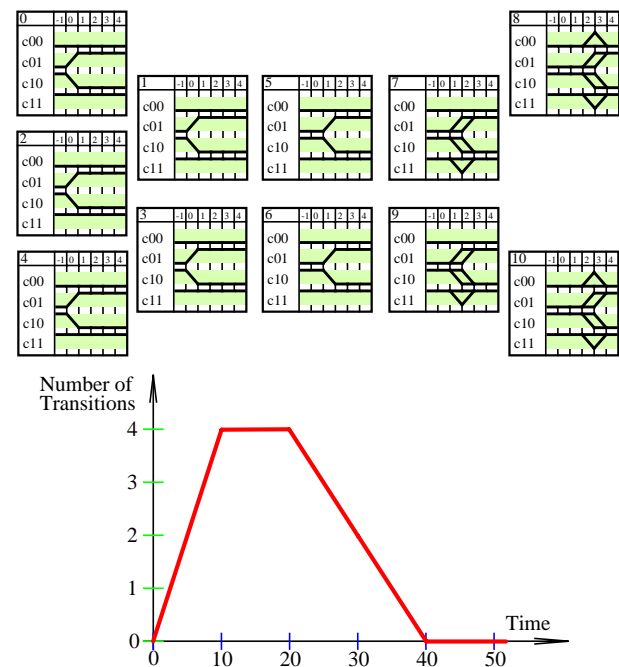 0 -1 0 1 2 3 4
c00
c01
c10
c11
2 -1 0 1 2 3 4
c00
c01
c10
c11
4 -1 0 1 2 3 4
c00
c01
c10
c11
1 -1 0 1 2 3 4
c00
c01
c10
c11
3 -1 0 1 2 3 4
c00
c01
c10
c11
5 -1 0 1 2 3 4
c00
c01
c10
c11
6 -1 0 1 2 3 4
c00
c01
c10
c11
7 -1 0 1 2 3 4
c00
c01
c10
c11
9 -1 0 1 2 3 4
c00
c01
c10
c11
8 -1 0 1 2 3 4
c00
c01
c10
c11
10 -1 0 1 2 3 4
c00
c01
c10
c11
Number of
Transitions
4
3
2
1
0
0 10 20 30 40 50
Time